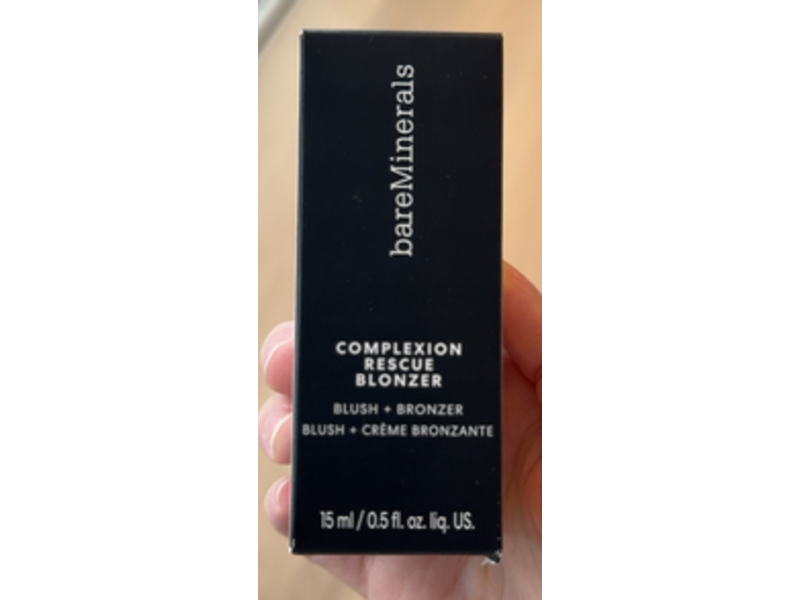 bareMinerals
COMPLEXION
RESCUE
BLONZER
BLUSH + BRONZER
BLUSH + CRÈME BRONZANTE
15 ml / 0.5 fl. oz. liq. US.